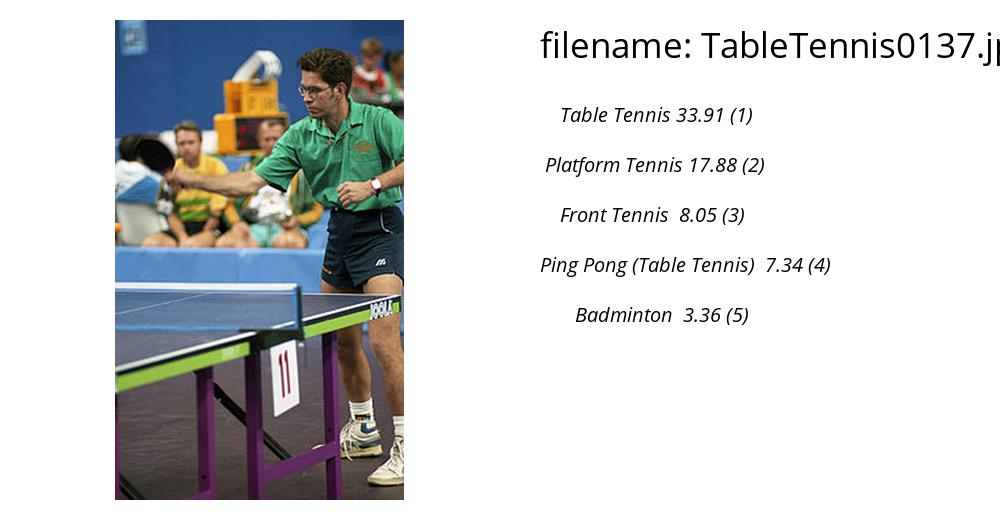 filename: TableTennis0137.j
Table Tennis 33.91 (1)
Platform Tennis 17.88 (2)
Front Tennis 8.05 (3)
Ping Pong (Table Tennis) 7.34 (4)
Badminton 3.36 (5)
JOOLA
11